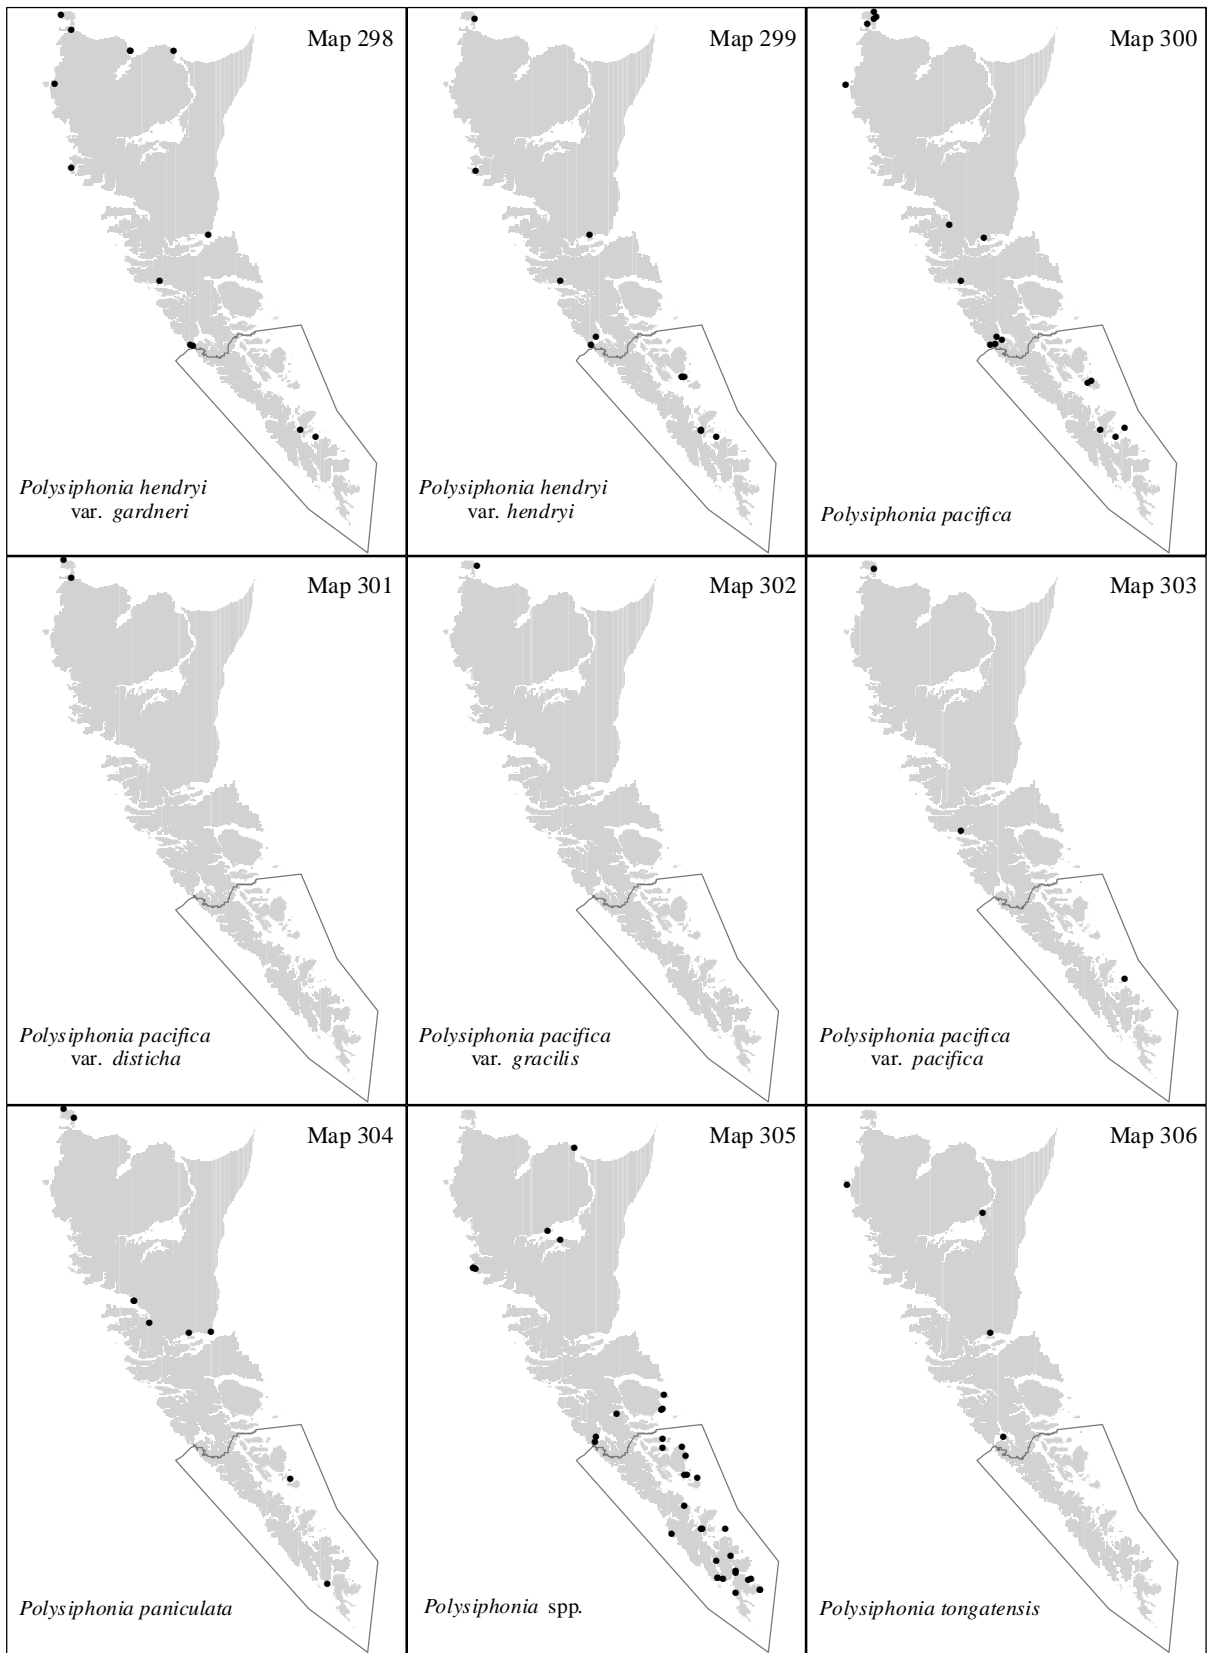 Map 298
Polysiphonia hendryi
var. gardneri
Map 299
Polysiphonia hendryi
var. hendryi
Map 300
Polysiphonia pacifica
Map 301
Polysiphonia pacifica
var. disticha
Map 302
Polysiphonia pacifica
var. gracilis
Map 303
Polysiphonia pacifica
var. pacifica
Map 304
Polysiphonia paniculata
Map 305
Polysiphonia spp.
Map 306
Polysiphonia tongatensis